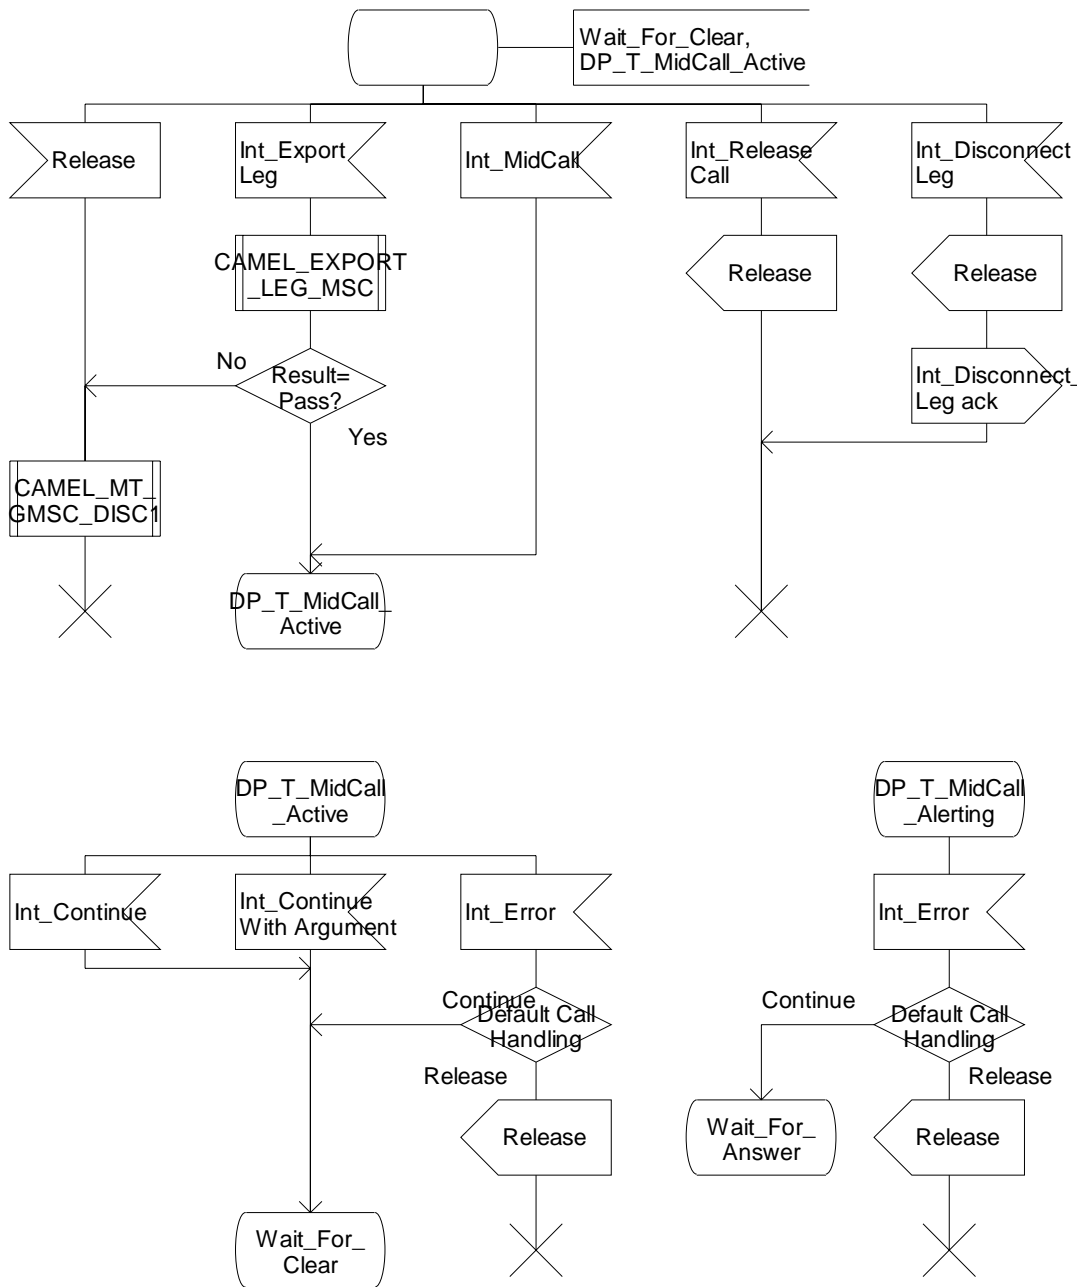 Wait_For_Clear,
DP_T_MidCall_Active
Release
Int_Export
Leg
Int_MidCall
Int_Release
Call
Int_Disconnect
Leg
CAMEL_EXPORT
_LEG_MSC
Release
Release
No
Result=
Pass?
Yes
Int_Disconnect_
Leg ack
CAMEL_MT_
GMSC_DISC1
DP_T_MidCall_
Active
DP_T_MidCall
_Active
DP_T_MidCall
_Alerting
Int_Continue
Int_Continue
With Argument
Int_Error
Int_Error
Continue
Default Call
Handling
Continue
Default Call
Handling
Release
Release
Release
Wait_For_
Answer
Release
Wait_For_
Clear